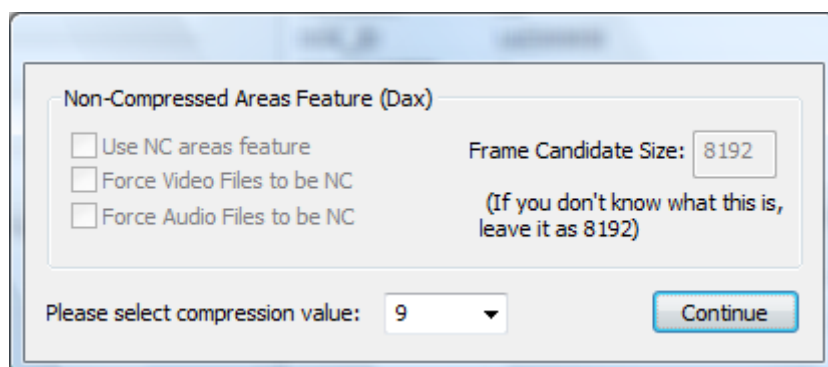 Non-Compressed Areas Feature (Dax)
Use NC areas feature
Force Video Files to be NC
Force Audio Files to be NC
Frame Candidate Size: 8192
(If you don't know what this is,
leave it as 8192)
Please select compression value: 9
Continue